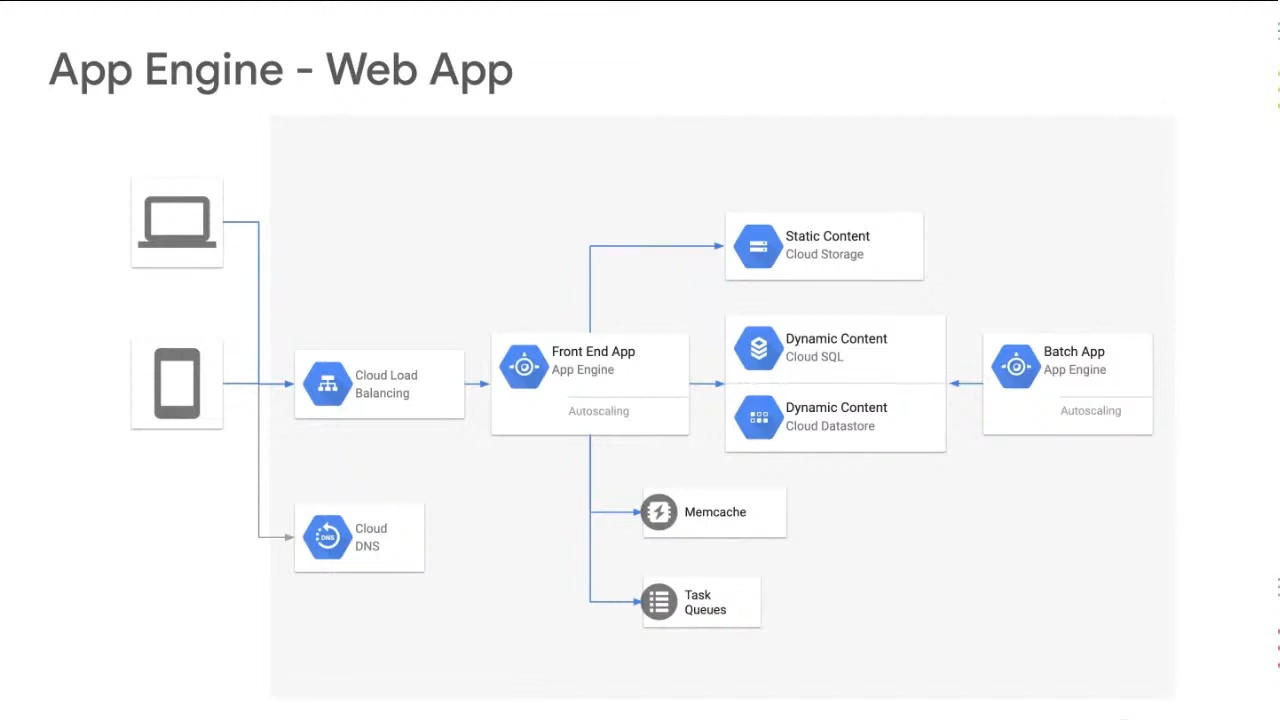 App Engine - Web App
Static Content
Cloud Storage
Dynamic Content
Cloud SQL
Dynamic Content
Cloud Datastore
Front End App
App Engine
Autoscaling
Batch App
App Engine
Autoscaling
Cloud Load
Balancing
Cloud
DNS
DNS
Memcache
Task
Queues